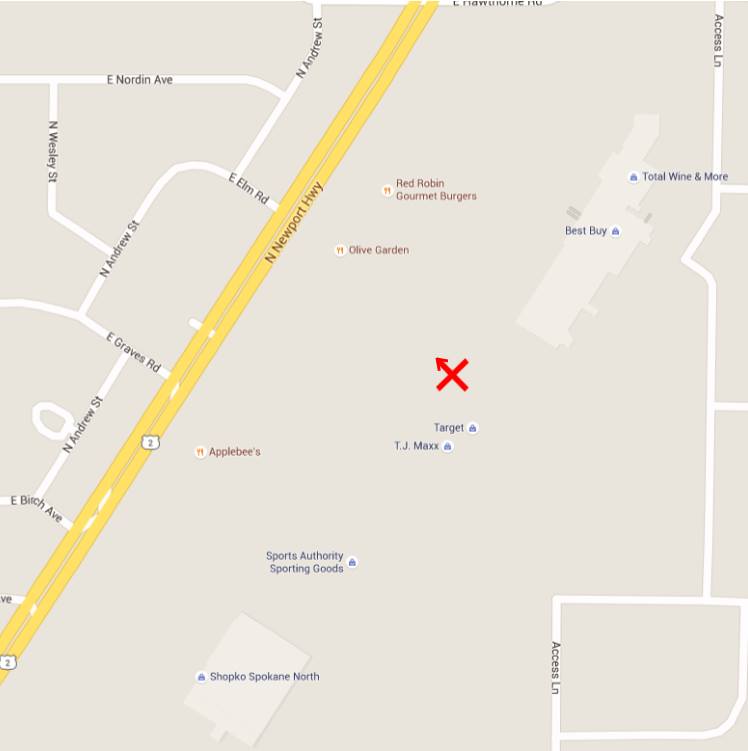 E Hawthorne Rd
N Andrew St
Access Ln
E Nordin Ave
N Wesley St
Total Wine & More
E Elm Rd
Red Robin
Gourmet Burgers
N Newport Hwy
Best Buy
N Andrew St
Olive Garden
E Graves Rd
N Andrew St
Target
2
T.J. Maxx
Applebee's
E Birch Ave
Sports Authority
Sporting Goods
ve
2
Access Ln
Shopko Spokane North